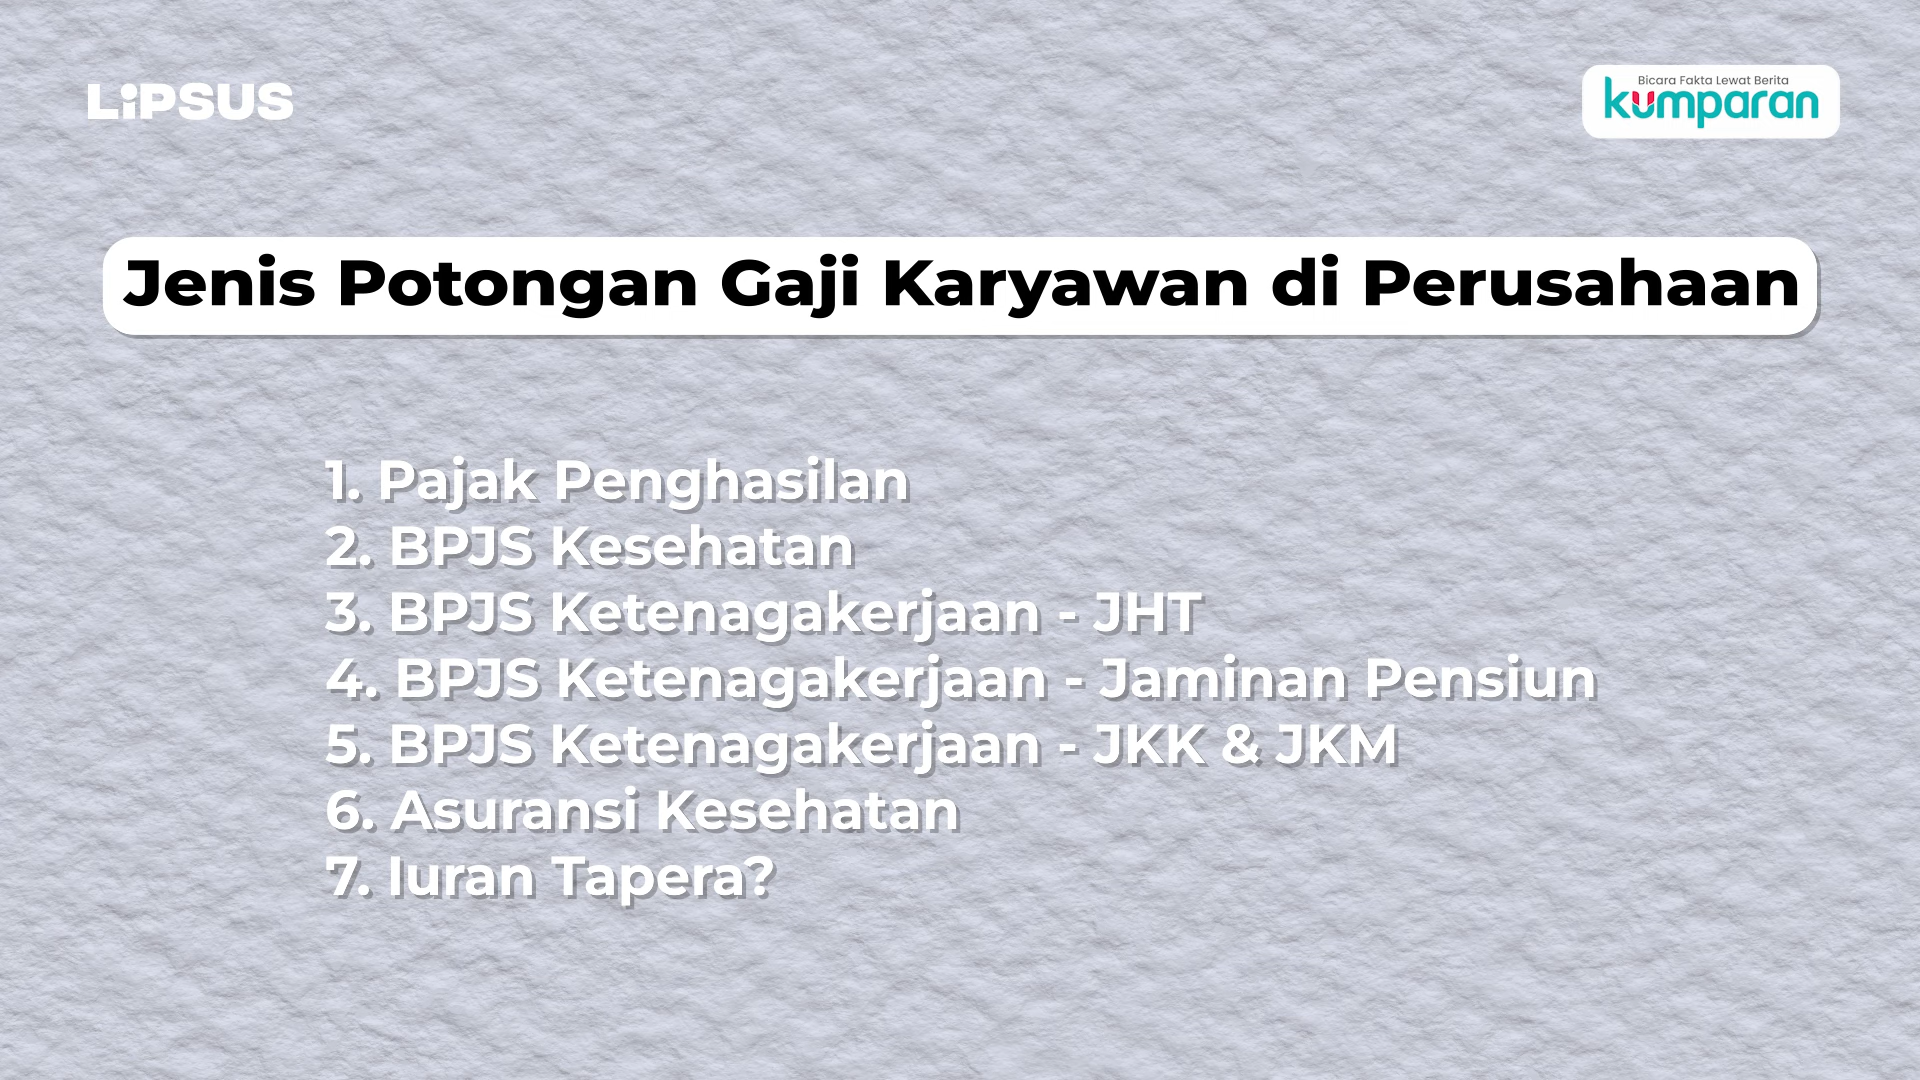 LiPSUS
Bicara Fakta Lewat Berita
kumparan
Jenis Potongan Gaji Karyawan di Perusahaan
1. Pajak Penghasilan
2. BPJS Kesehatan
3. BPJS Ketenagakerjaan - JHT
4. BPJS Ketenagakerjaan - Jaminan Pensiun
5. BPJS Ketenagakerjaan - JKK & JKM
6. Asuransi Kesehatan
7. Iuran Tapera?